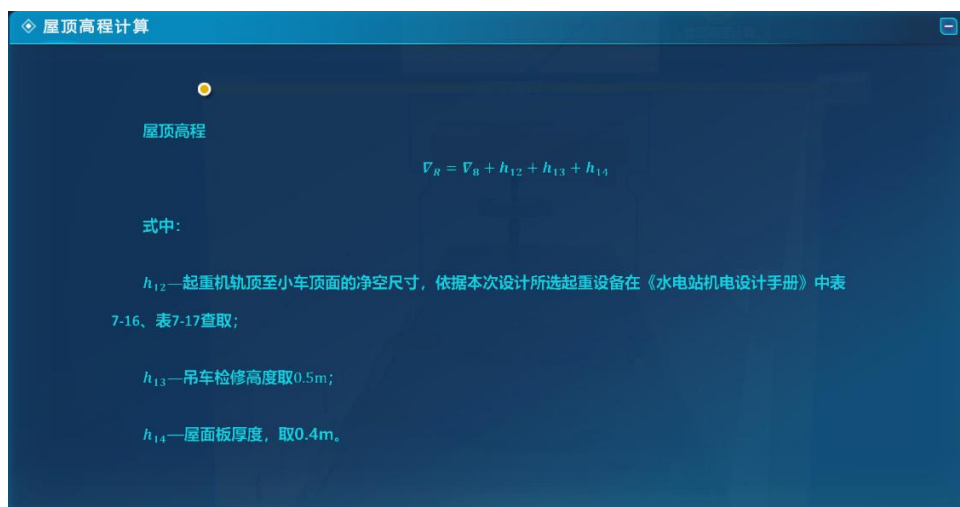 屋顶高程计算
屋顶高程
∇R = ∇8 + h12 + h13 + h14
式中：
h12—起重机轨顶至小车顶面的净空尺寸，依据本次设计所选起重设备在《水电站机电设计手册》中表
7-16、表7-17查取；
h13—吊车检修高度取0.5m；
h14—屋面板厚度，取0.4m。